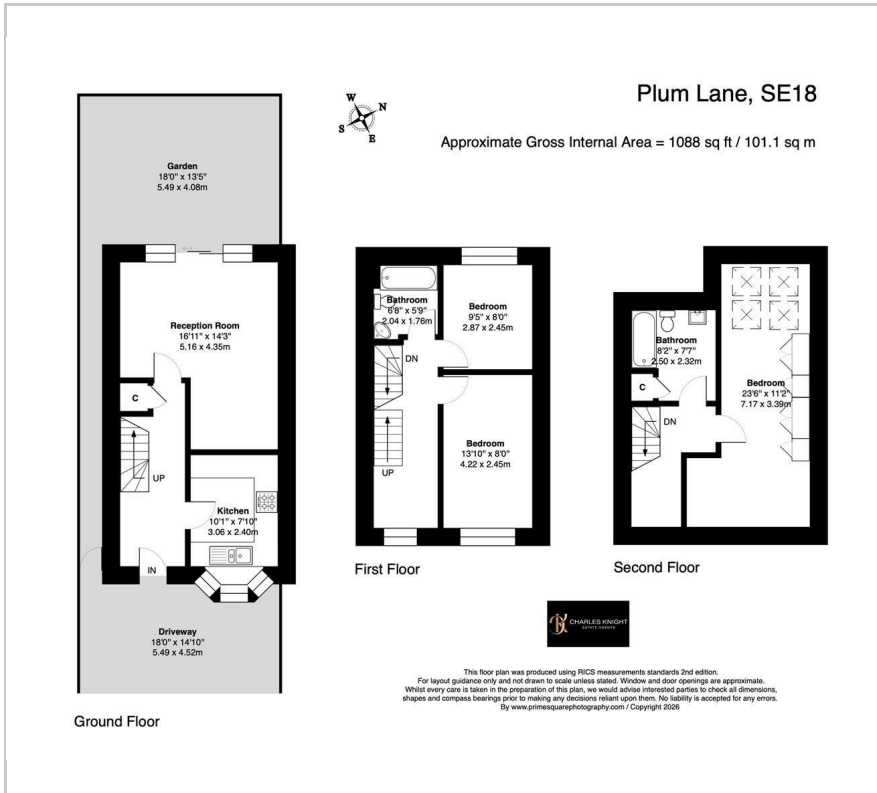 Plum Lane, SE18
Approximate Gross Internal Area = 1088 sq ft / 101.1 sq m
W
N
S
E
Garden
18'0" x 13'5"
5.49 x 4.08m
Reception Room
16'11" x 14'3"
5.16 x 4.35m
C
UP
Kitchen
10'1" x 7'10"
3.06 x 2.40m
IN
Driveway
18'0" x 14'10"
5.49 x 4.52m
Ground Floor
Bathroom
6'8" x 5'9"
2.04 x 1.76m
Bedroom
9'5" x 8'0"
2.87 x 2.45m
DN
Bedroom
13'10" x 8'0"
4.22 x 2.45m
UP
First Floor
Bathroom
8'2" x 7'7"
2.50 x 2.32m
C
Bedroom
23'6" x 11'2"
7.17 x 3.39m
DN
Second Floor
CHARLES KNIGHT
ESTATE AGENTS
This floor plan was produced using RICS measurements standards 2nd edition.
For layout guidance only and not drawn to scale unless stated. Window and door openings are approximate.
Whilst every care is taken in the preparation of this plan, we would advise interested parties to check all dimensions,
shapes and compass bearings prior to making any decisions reliant upon them. No liability is accepted for any errors.
By www.primesquarephotography.com / Copyright 2026